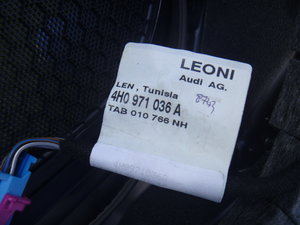 LEONI
Audi AG.
LEN, Tunisia
4H0 971 036 A
TAB 010 766 NH